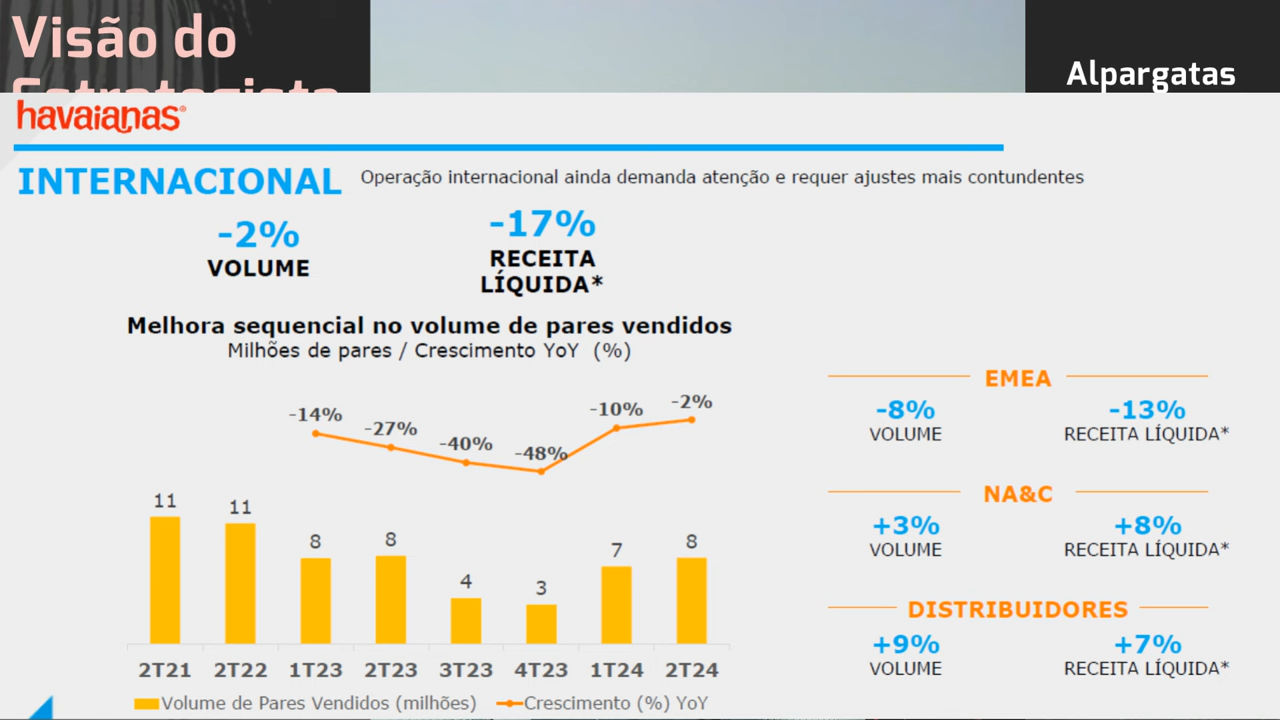 Visão do
Estrategista
Alpargatas
havaianas®
INTERNACIONAL
Operação internacional ainda demanda atenção e requer ajustes mais contundentes
-2%
VOLUME
-17%
RECEITA
LÍQUIDA*
Melhora sequencial no volume de pares vendidos
Milhões de pares / Crescimento YoY (%)
-14%
-27%
-40%
-48%
-10%
-2%
11
11
8
8
4
3
7
8
2T21
2T22
1T23
2T23
3T23
4T23
1T24
2T24
Volume de Pares Vendidos (milhões)
Crescimento (%) YoY
EMEA
-8%
VOLUME
-13%
RECEITA LÍQUIDA*
NA&C
+3%
VOLUME
+8%
RECEITA LÍQUIDA*
DISTRIBUIDORES
+9%
VOLUME
+7%
RECEITA LÍQUIDA*